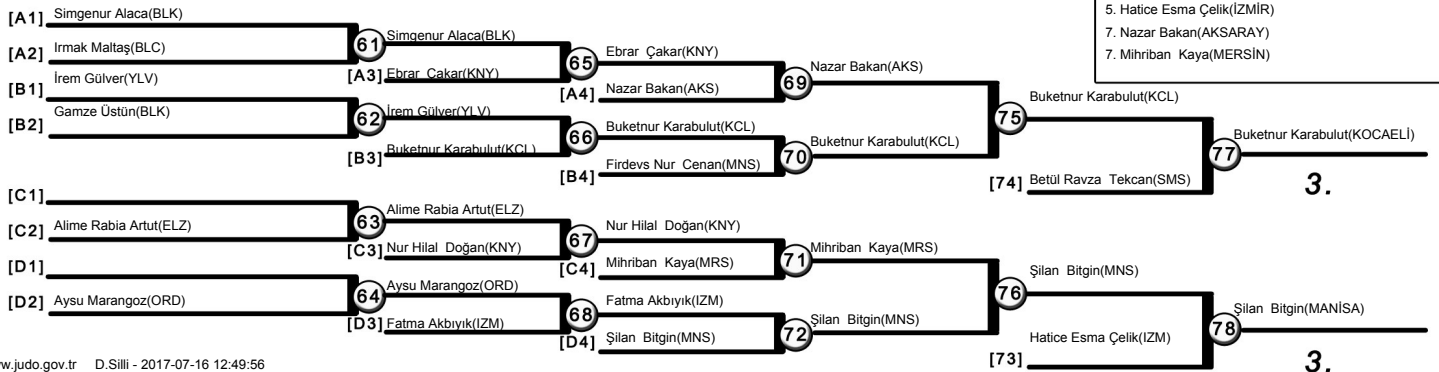 5. Hatice Esma Çelik(İZMİR)
7. Nazar Bakan(AKSARAY)
7. Mihriban Kaya(MERSİN)
[A1] Simgenur Alaca(BLK)
[A2] Irmak Maltaş(BLC)
61 Simgenur Alaca(BLK)
[A3] Ebrar Çakar(KNY)
65 Ebrar Çakar(KNY)
[A4] Nazar Bakan(AKS)
69 Nazar Bakan(AKS)
[B1] İrem Gülver(YLV)
[B2] Gamze Üstün(BLK)
62 İrem Gülver(YLV)
[B3] Buketnur Karabulut(KCL)
66 Buketnur Karabulut(KCL)
[B4] Firdevs Nur Cenan(MNS)
70 Buketnur Karabulut(KCL)
75 Buketnur Karabulut(KCL)
[74] Betül Ravza Tekcan(SMS)
77 Buketnur Karabulut(KOCAELİ)
3.
[C1]
[C2] Alime Rabia Artut(ELZ)
63 Alime Rabia Artut(ELZ)
[C3] Nur Hilal Doğan(KNY)
67 Nur Hilal Doğan(KNY)
[C4] Mihriban Kaya(MRS)
71 Mihriban Kaya(MRS)
[D1]
[D2] Aysu Marangoz(ORD)
64 Aysu Marangoz(ORD)
[D3] Fatma Akbıyık(IZM)
68 Fatma Akbıyık(IZM)
[D4] Şilan Bitgin(MNS)
72 Şilan Bitgin(MNS)
76 Şilan Bitgin(MNS)
[73] Hatice Esma Çelik(IZM)
78 Şilan Bitgin(MANİSA)
3.
w.judo.gov.tr D.Silli - 2017-07-16 12:49:56